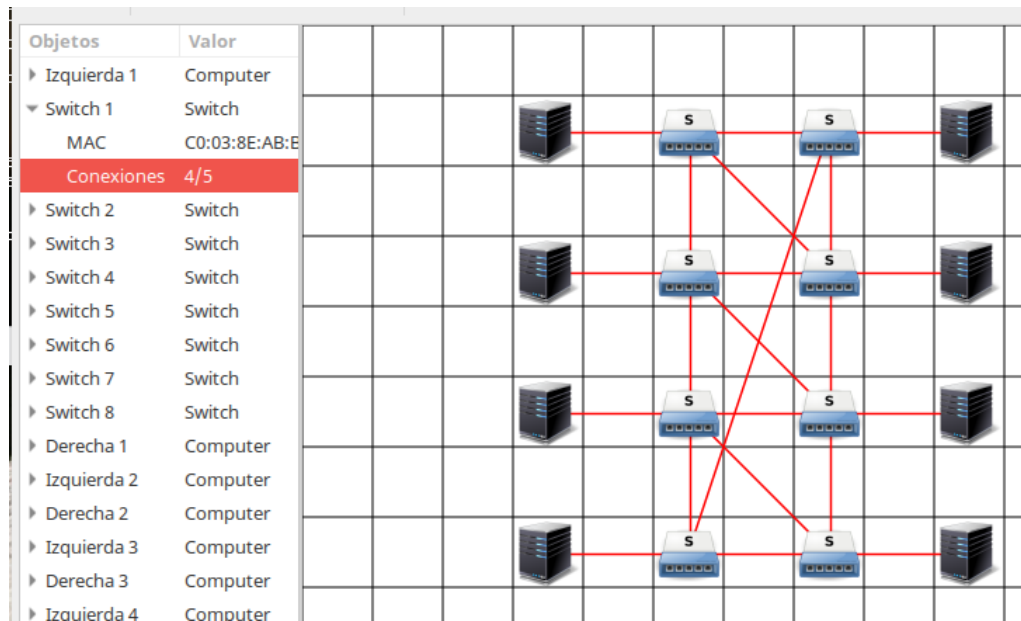 Objetos Valor
Izquierda 1 Computer
Switch 1 Switch
MAC C0:03:8E:AB:
Conexiones 4/5
Switch 2 Switch
Switch 3 Switch
Switch 4 Switch
Switch 5 Switch
Switch 6 Switch
Switch 7 Switch
Switch 8 Switch
Derecha 1 Computer
Izquierda 2 Computer
Derecha 2 Computer
Izquierda 3 Computer
Derecha 3 Computer
Izquierda 4 Computer
S S
S S
S S
S S